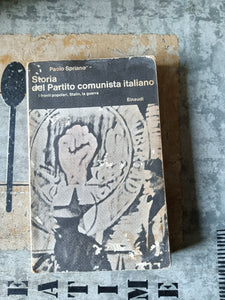 Paolo Spriano
Storia
del Partito comunista italiano
I fronti popolari, Stalin, la guerra
Einaudi